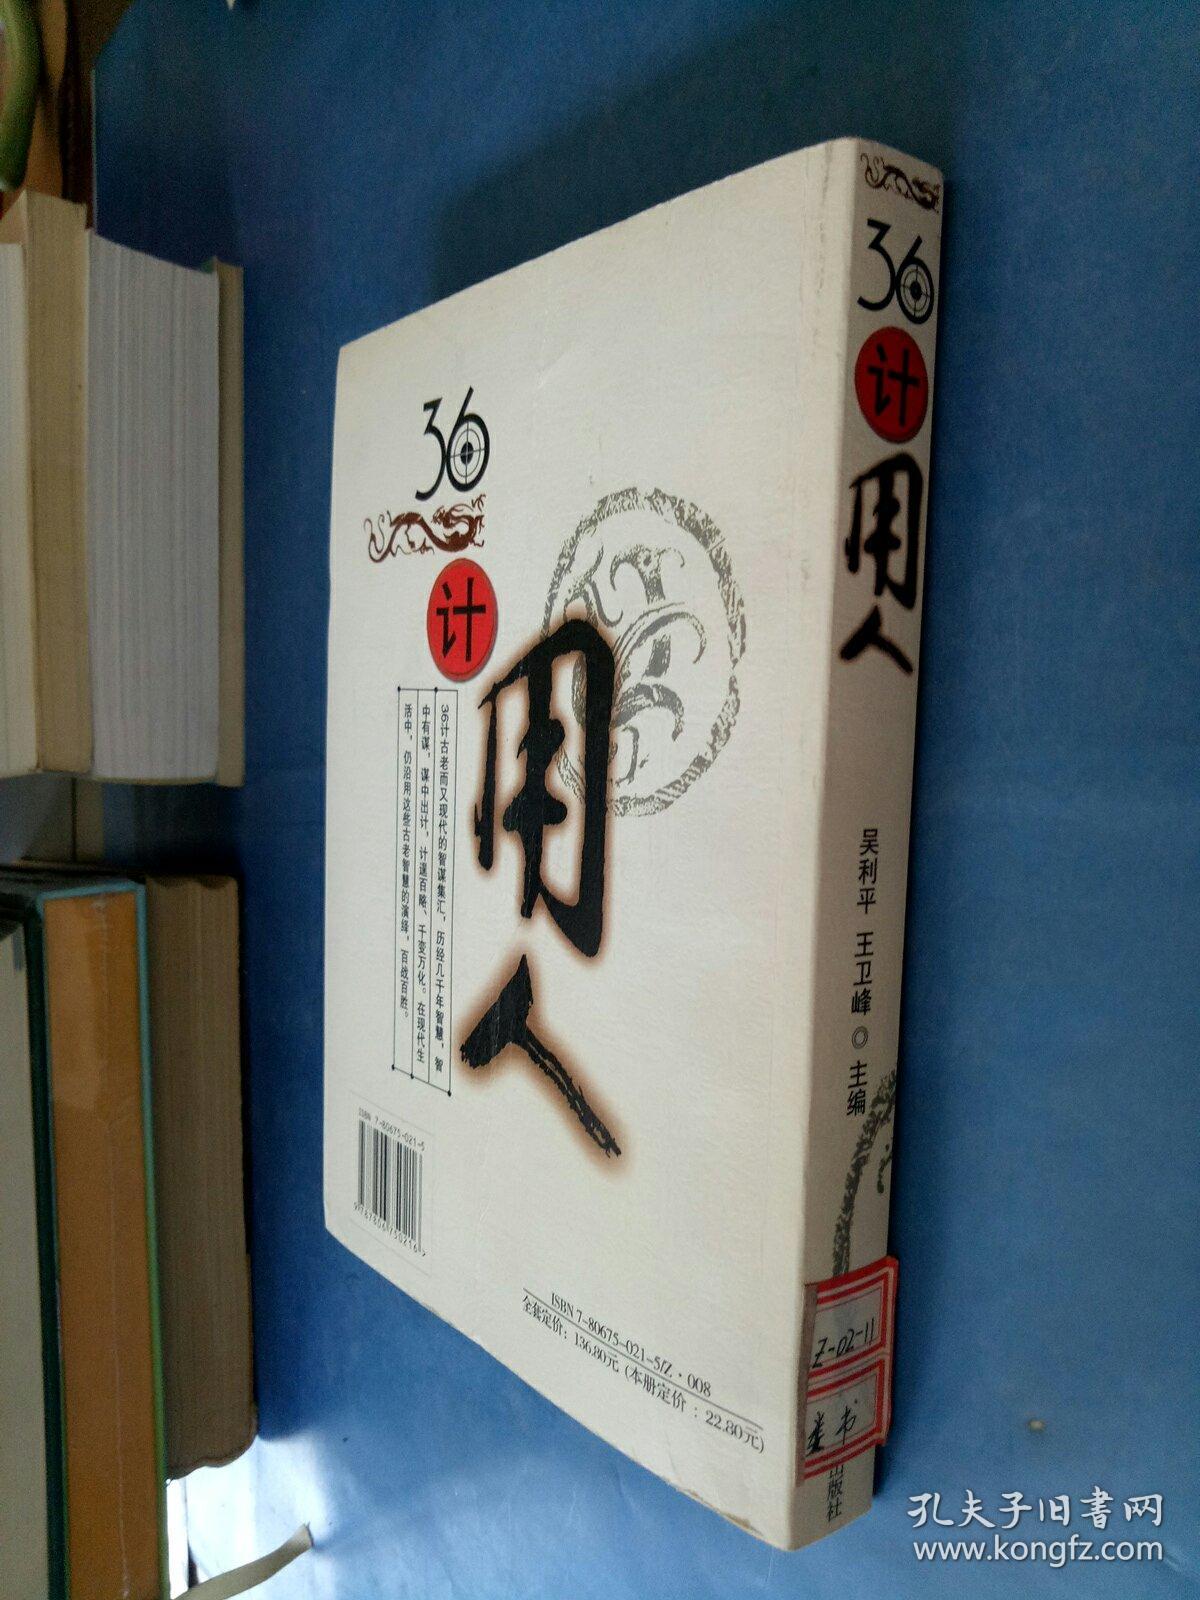 36
计
用人
36计古老而又现代的智谋集汇，历经几千年智慧，智
中有谋，谋中出计，计逞百略、千变万化。在现代生
活中，仍沿用这些古老智慧的演绎，百战百胜。
ISBN 7-80675-021-5
9787806750216>
ISBN 7-80675-021-5/Z·008
全套定价：136.80元（本册定价：22.80元）
36
计
用人
吴利平 王卫峰◎主编
Z-02-11
类书
出版社
孔夫子旧书网
www.kongfz.com